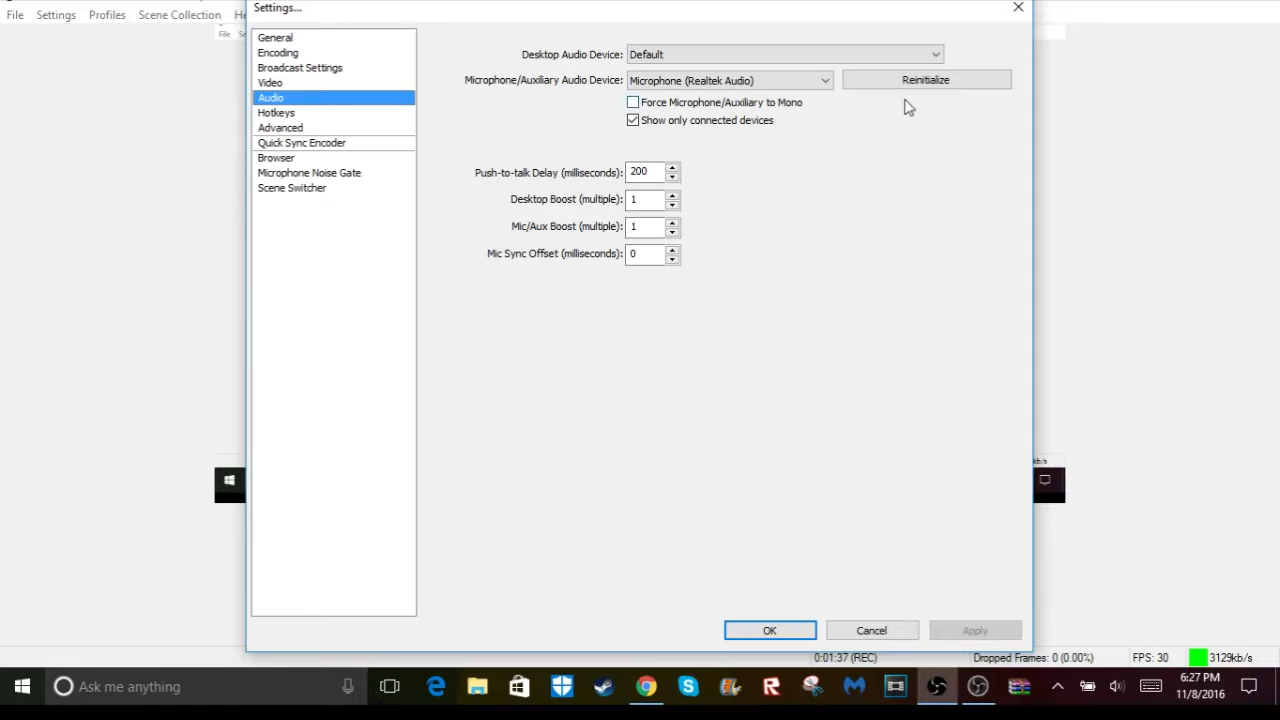 Settings...
File Settings Profiles Scene Collection He
File Se
General
Encoding
Broadcast Settings
Video
Audio
Hotkeys
Advanced
Quick Sync Encoder
Browser
Microphone Noise Gate
Scene Switcher
Desktop Audio Device: Default
Microphone/Auxiliary Audio Device: Microphone (Realtek Audio) Reinitialize
Force Microphone/Auxiliary to Mono
Show only connected devices
Push-to-talk Delay (milliseconds): 200
Desktop Boost (multiple): 1
Mic/Aux Boost (multiple): 1
Mic Sync Offset (milliseconds): 0
kb/s
OK Cancel Apply
0:01:37 (REC) Dropped Frames: 0 (0.00%) FPS: 30 3129kb/s
Ask me anything
6:27 PM
11/8/2016